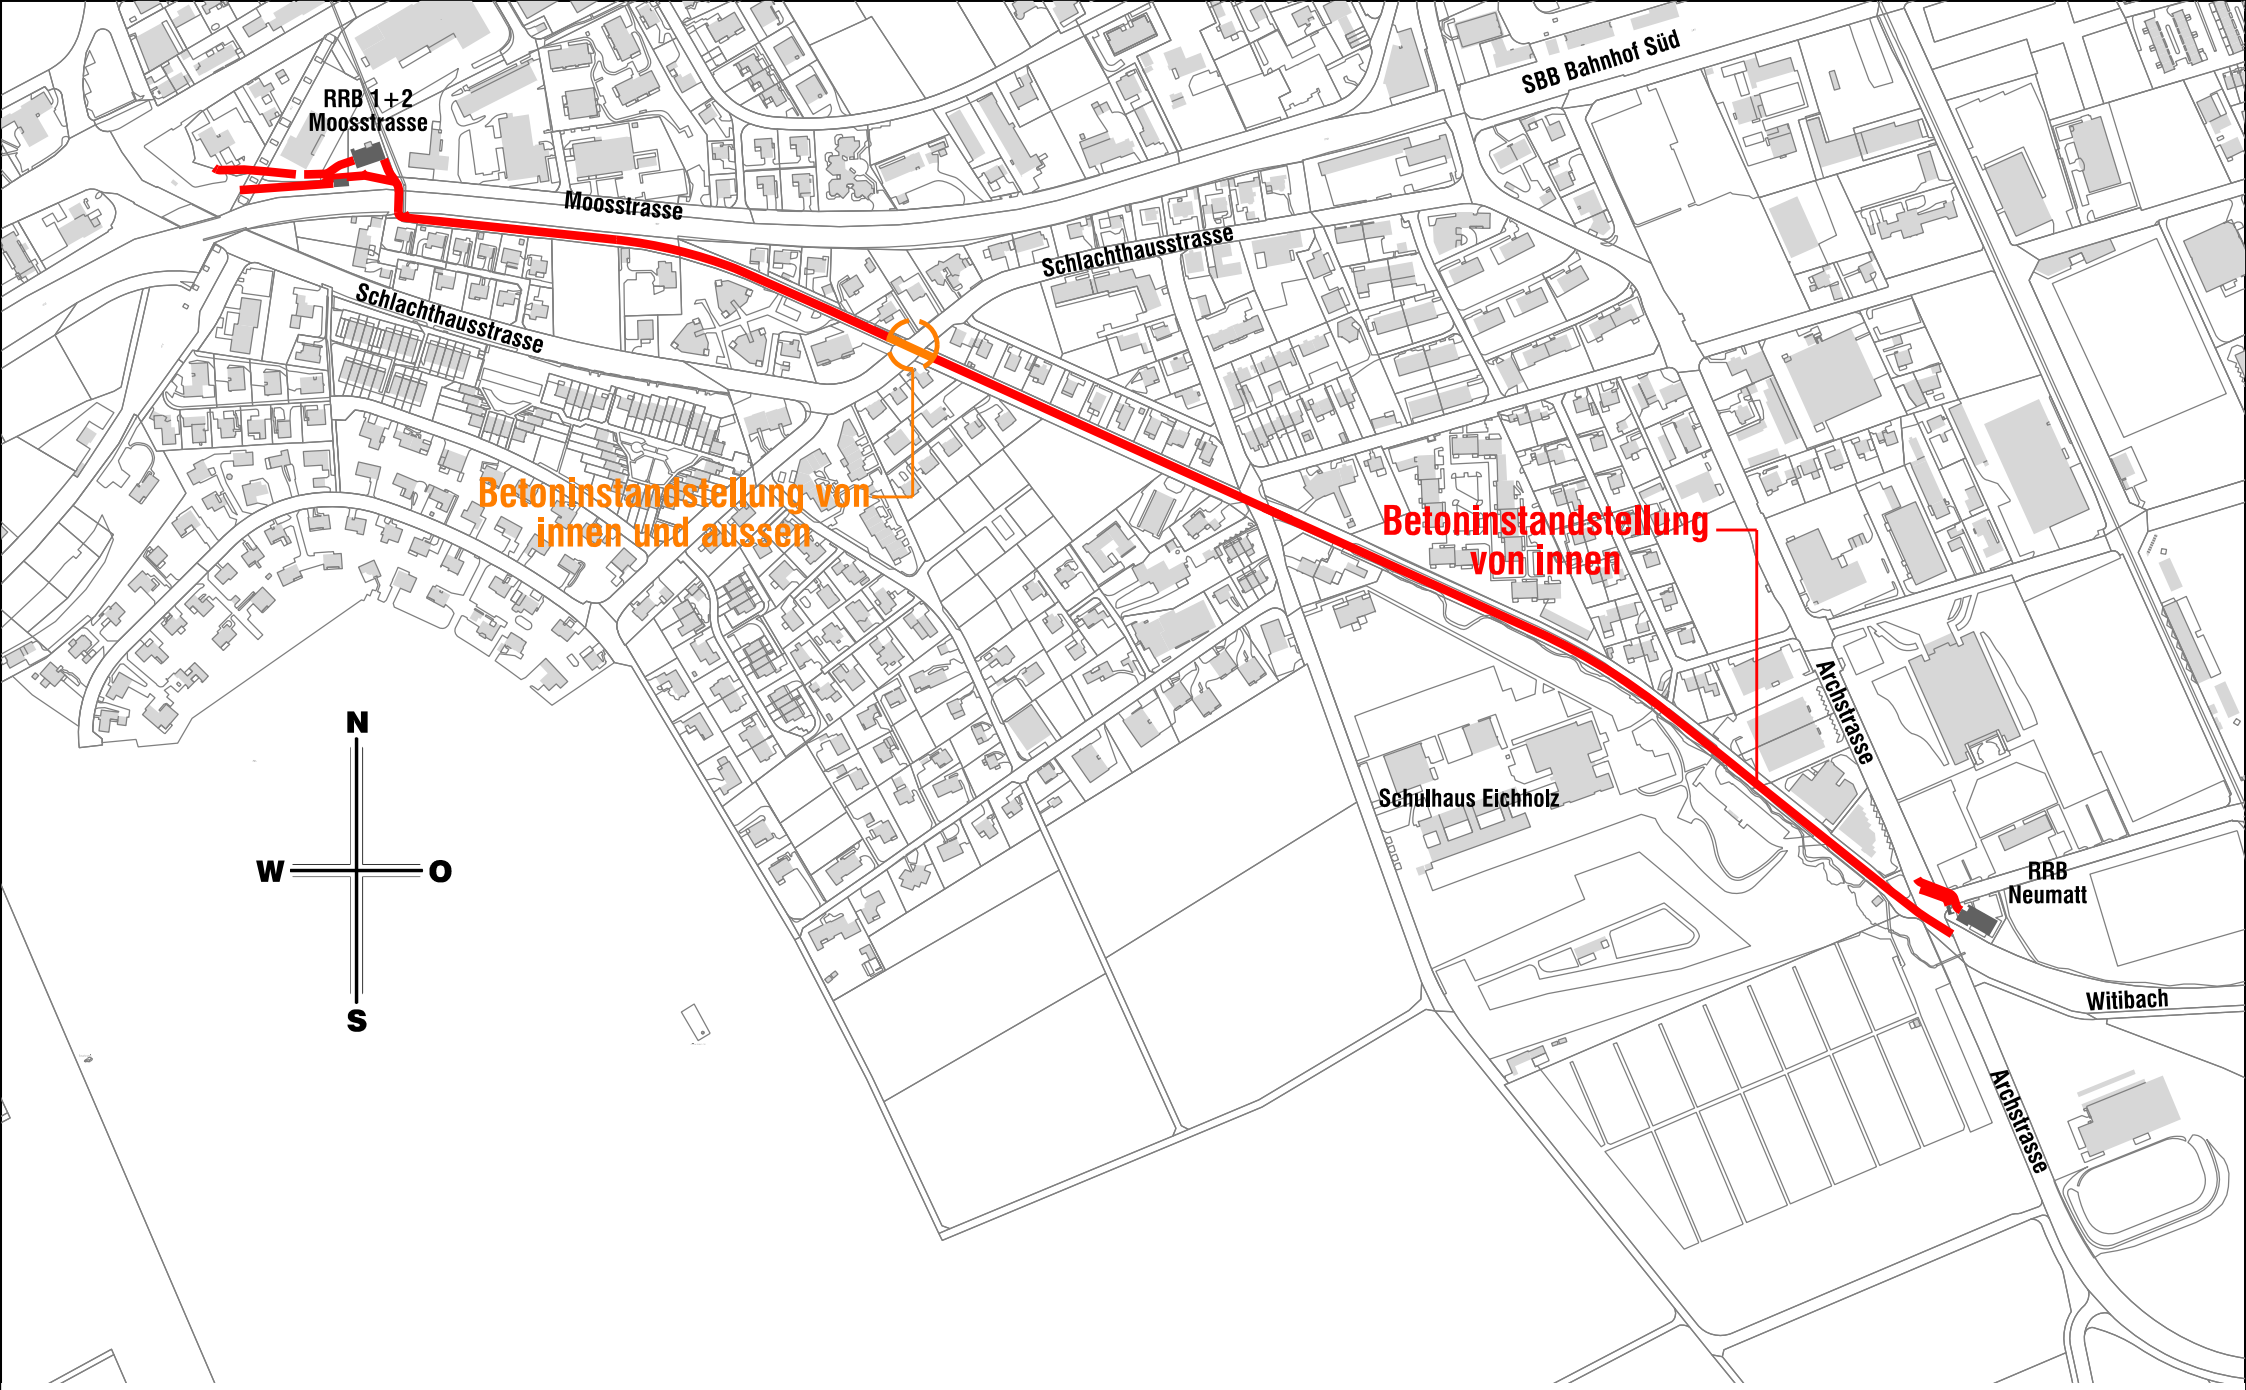 SBB Bahnhof Süd
RRB 1+2
Moosstrasse
Moosstrasse
Schlachthausstrasse
Schlachthausstrasse
Betoninstandstellung von
innen und aussen
Betoninstandstellung
von innen
Archstrasse
N
W
O
S
Schulhaus Eichholz
RRB
Neumatt
Witibach
Archstrasse